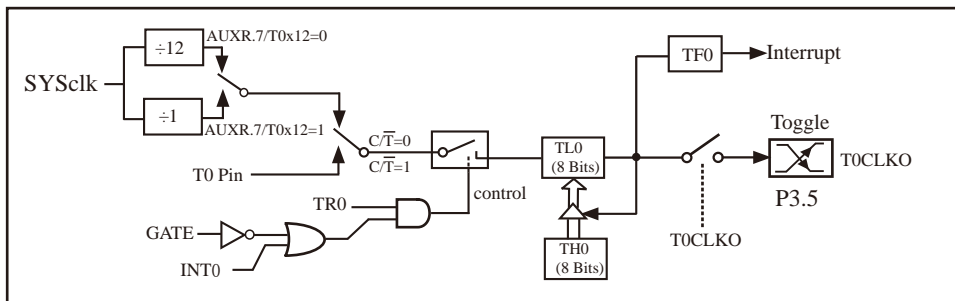 AUXR.7/T0x12=0
÷12
SYSclk
÷1
AUXR.7/T0x12=1
T0 Pin
C/T̅=0
C/T̅=1
control
TR0
GATE
INT0
TL0
(8 Bits)
TH0
(8 Bits)
TF0
Interrupt
Toggle
T0CLKO
P3.5
T0CLKO